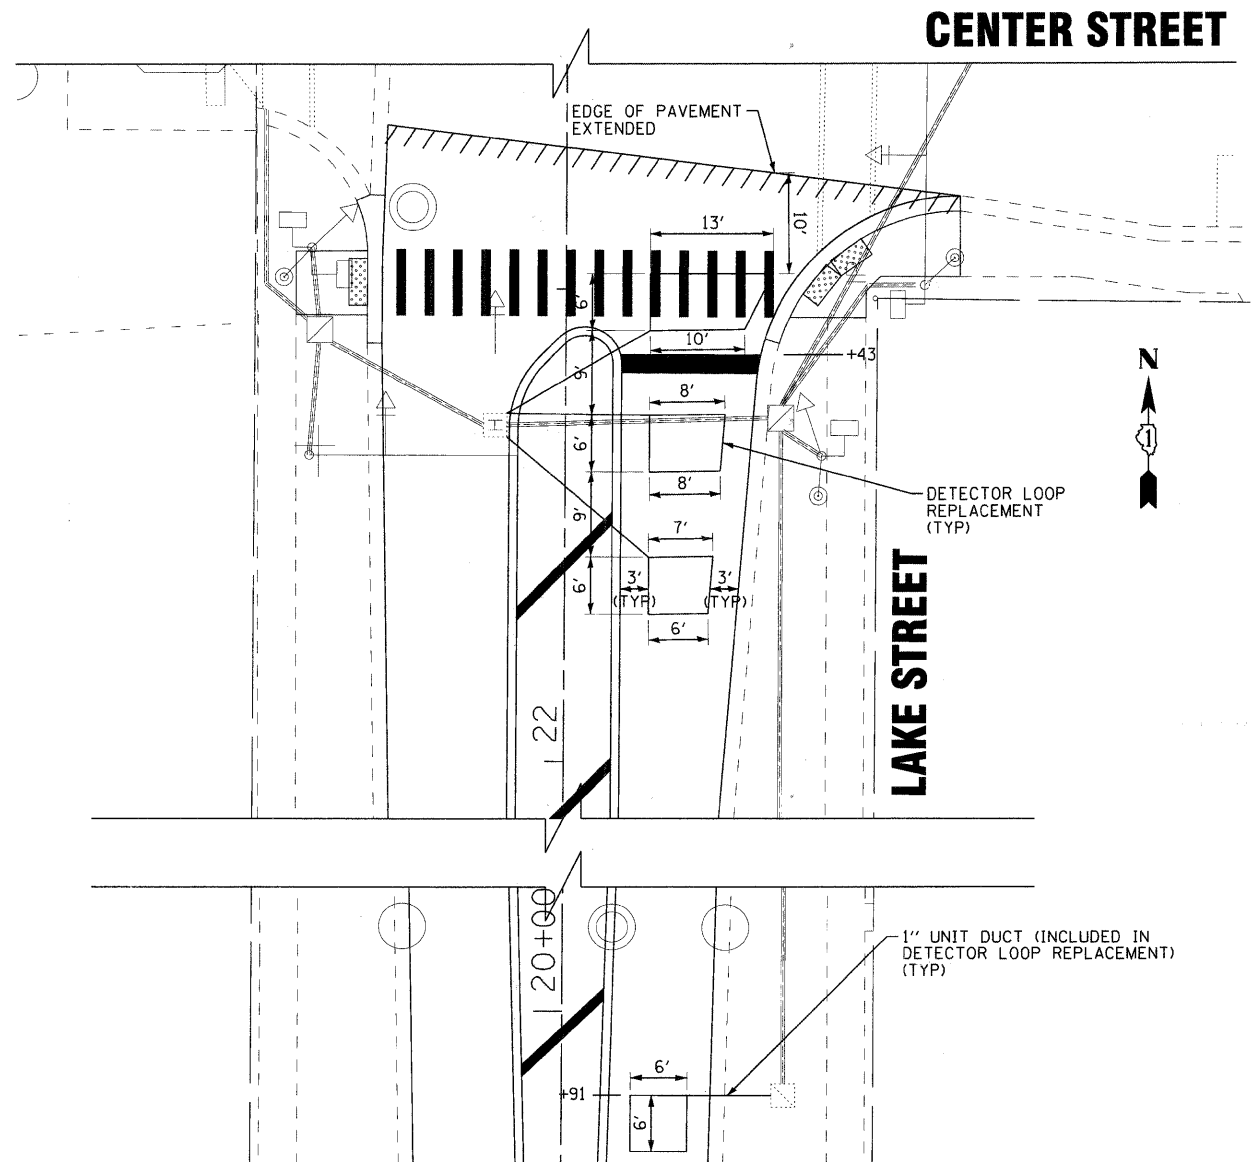 CENTER STREET
EDGE OF PAVEMENT
EXTENDED
13'
10'
6'
10'
+43
9'
8'
N
1
6'
8'
DETECTOR LOOP
REPLACEMENT
(TYP)
9'
7'
3'
(TYP)
3'
(TYP)
6'
6'
LAKE STREET
22
20+00
1" UNIT DUCT (INCLUDED IN
DETECTOR LOOP REPLACEMENT)
(TYP)
6'
+91
6'
H